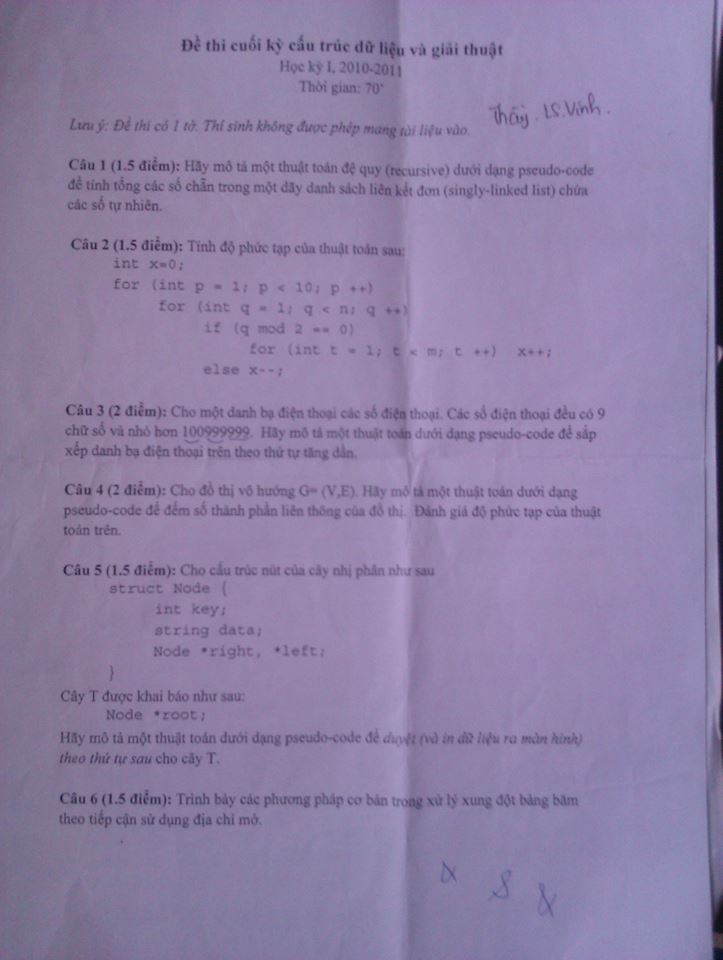 Đề thi cuối kỳ cấu trúc dữ liệu và giải thuật
Học kỳ I, 2010-2011
Thời gian: 70'
Thầy. LS.Vinh.
Lưu ý: Đề thi có 1 tờ. Thí sinh không được phép mang tài liệu vào.
Câu 1 (1.5 điểm): Hãy mô tả một thuật toán đệ quy (recursive) dưới dạng pseudo-code
để tính tổng các số chẵn trong một dãy danh sách liên kết đơn (singly-linked list) chứa
các số tự nhiên.
Câu 2 (1.5 điểm): Tính độ phức tạp của thuật toán sau:
int x=0;
for (int p = 1; p < 10; p ++)
for (int q = 1; q < n; q ++)
if (q mod 2 == 0)
for (int t = 1; t < m; t ++) x++;
else x--;
Câu 3 (2 điểm): Cho một danh bạ điện thoại các số điện thoại. Các số điện thoại đều có 9
chữ số và nhỏ hơn 100999999. Hãy mô tả một thuật toán dưới dạng pseudo-code để sắp
xếp danh bạ điện thoại trên theo thứ tự tăng dần.
Câu 4 (2 điểm): Cho đồ thị vô hướng G= (V,E). Hãy mô tả một thuật toán dưới dạng
pseudo-code để đếm số thành phần liên thông của đồ thị. Đánh giá độ phức tạp của thuật
toán trên.
Câu 5 (1.5 điểm): Cho cấu trúc nút của cây nhị phân như sau
struct Node {
int key;
string data;
Node *right, *left;
}
Cây T được khai báo như sau:
Node *root;
Hãy mô tả một thuật toán dưới dạng pseudo-code để duyệt (và in dữ liệu ra màn hình)
theo thứ tự sau cho cây T.
Câu 6 (1.5 điểm): Trình bày các phương pháp cơ bản trong xử lý xung đột bảng băm
theo tiếp cận sử dụng địa chỉ mở.